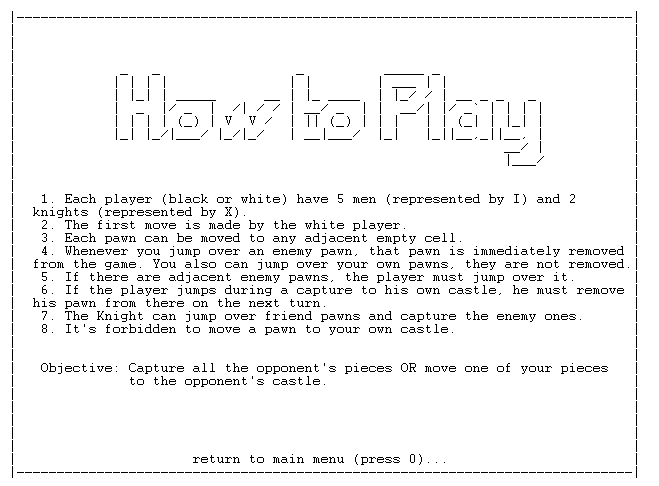 How to Play
1. Each player (black or white) have 5 men (represented by I) and 2
knights (represented by X).
2. The first move is made by the white player.
3. Each pawn can be moved to any adjacent empty cell.
4. Whenever you jump over an enemy pawn, that pawn is immediately removed
from the game. You also can jump over your own pawns, they are not removed.
5. If there are adjacent enemy pawns, the player must jump over it.
6. If the player jumps during a capture to his own castle, he must remove
his pawn from there on the next turn.
7. The Knight can jump over friend pawns and capture the enemy ones.
8. It's forbidden to move a pawn to your own castle.
Objective: Capture all the opponent's pieces OR move one of your pieces
to the opponent's castle.
return to main menu (press 0)...